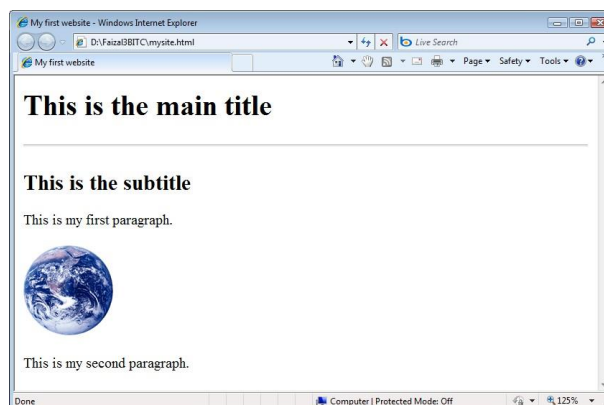 My first website - Windows Internet Explorer
D:\Faizal3BITC\mysite.html
Live Search
My first website
Page
Safety
Tools
This is the main title
This is the subtitle
This is my first paragraph.
This is my second paragraph.
Done
Computer | Protected Mode: Off
125%